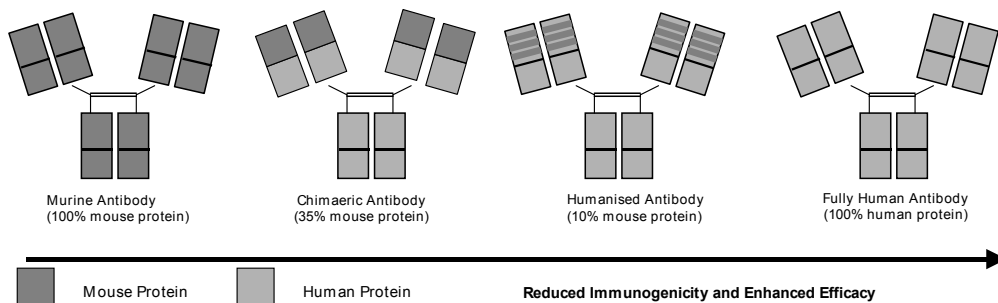 Murine Antibody
(100% mouse protein)
Chimaeric Antibody
(35% mouse protein)
Humanised Antibody
(10% mouse protein)
Fully Human Antibody
(100% human protein)
Mouse Protein
Human Protein
Reduced Immunogenicity and Enhanced Efficacy